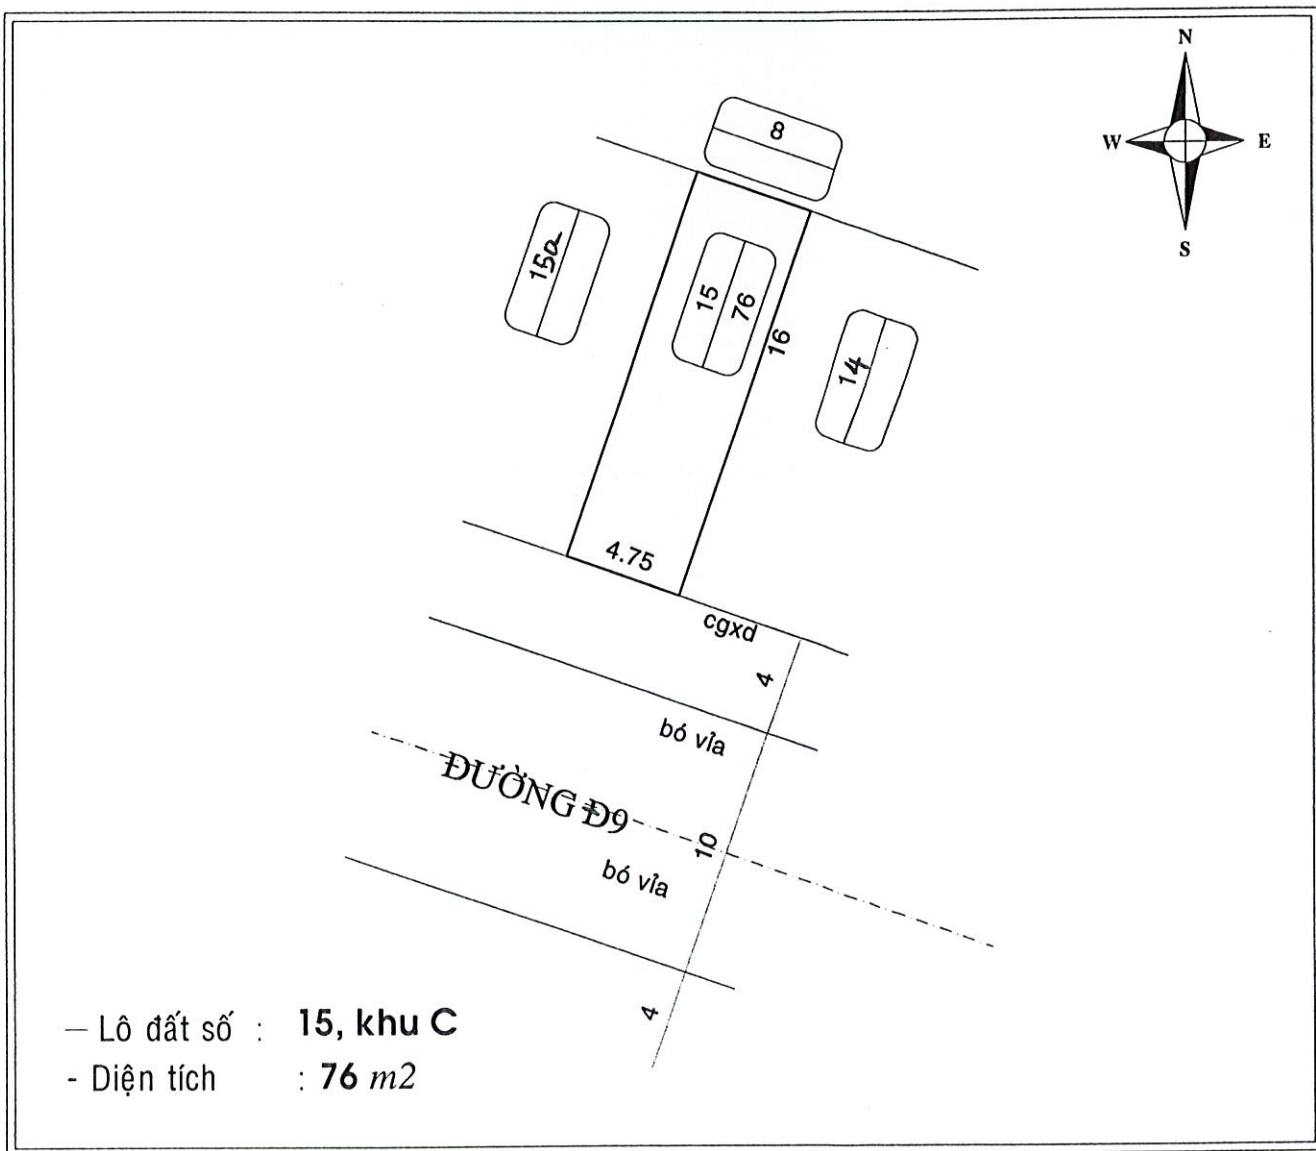 N
W E
S
8
15a
15
76
16
14
4.75
cgxd
4
bó vỉa
ĐƯỜNG Đ9
10
bó vỉa
4
— Lô đất số : 15, khu C
- Diện tích : 76 m2